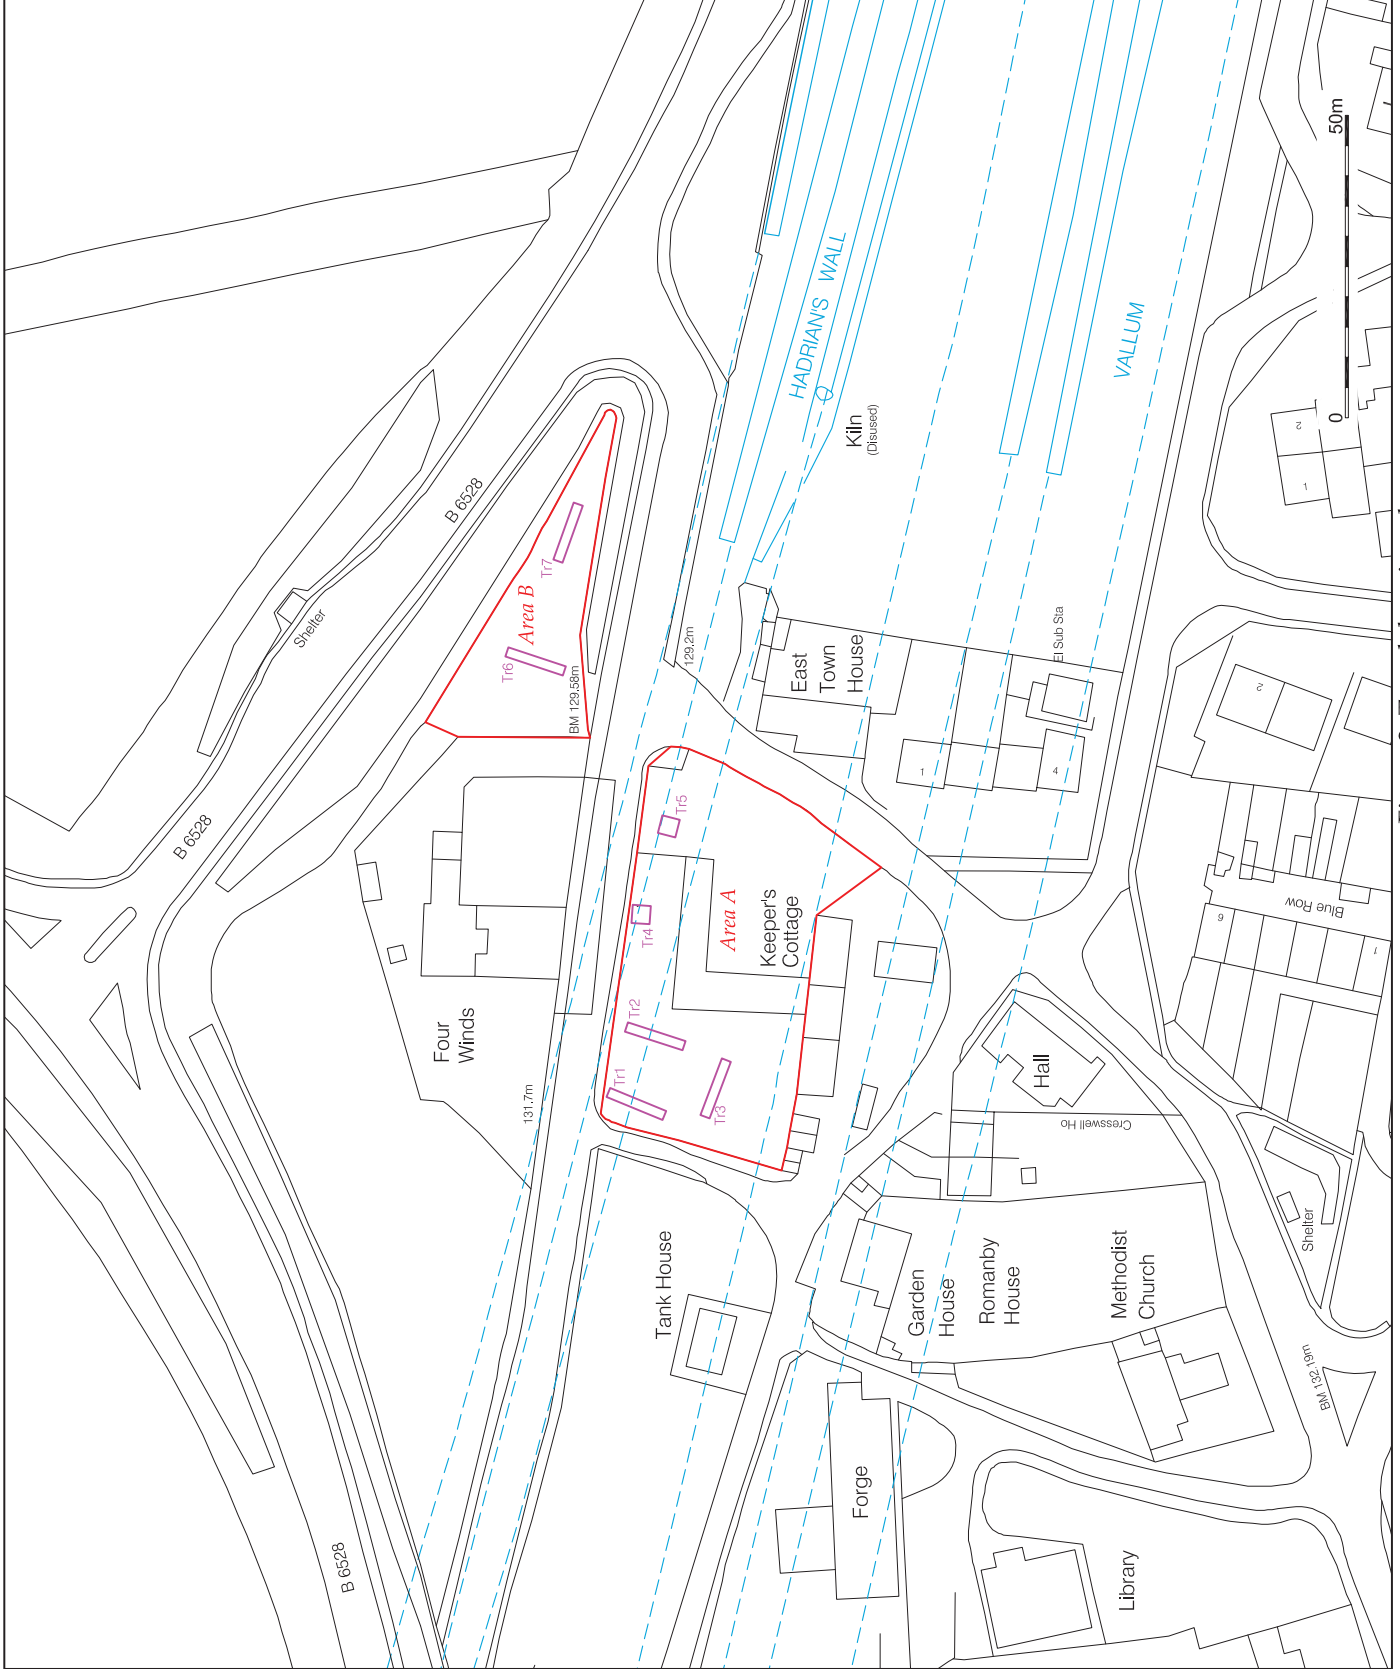 B 6528
Tank House
Forge
Library
131.7m
Four
Winds
Garden
House
Romanby
House
Methodist
Church
BM 132.19m
Shelter
Cresswell Ho
Hall
Tr1
Tr2
Tr3
Tr4
Tr5
Area A
Keeper's
Cottage
B 6528
Shelter
B 6528
Tr6
Tr7
Area B
BM 129.58m
129.2m
East
Town
House
1
4
El Sub Sta
Blue Row
6
1
2
1
2
Kiln
(Disused)
HADRIAN'S WALL
VALLUM
0
50m